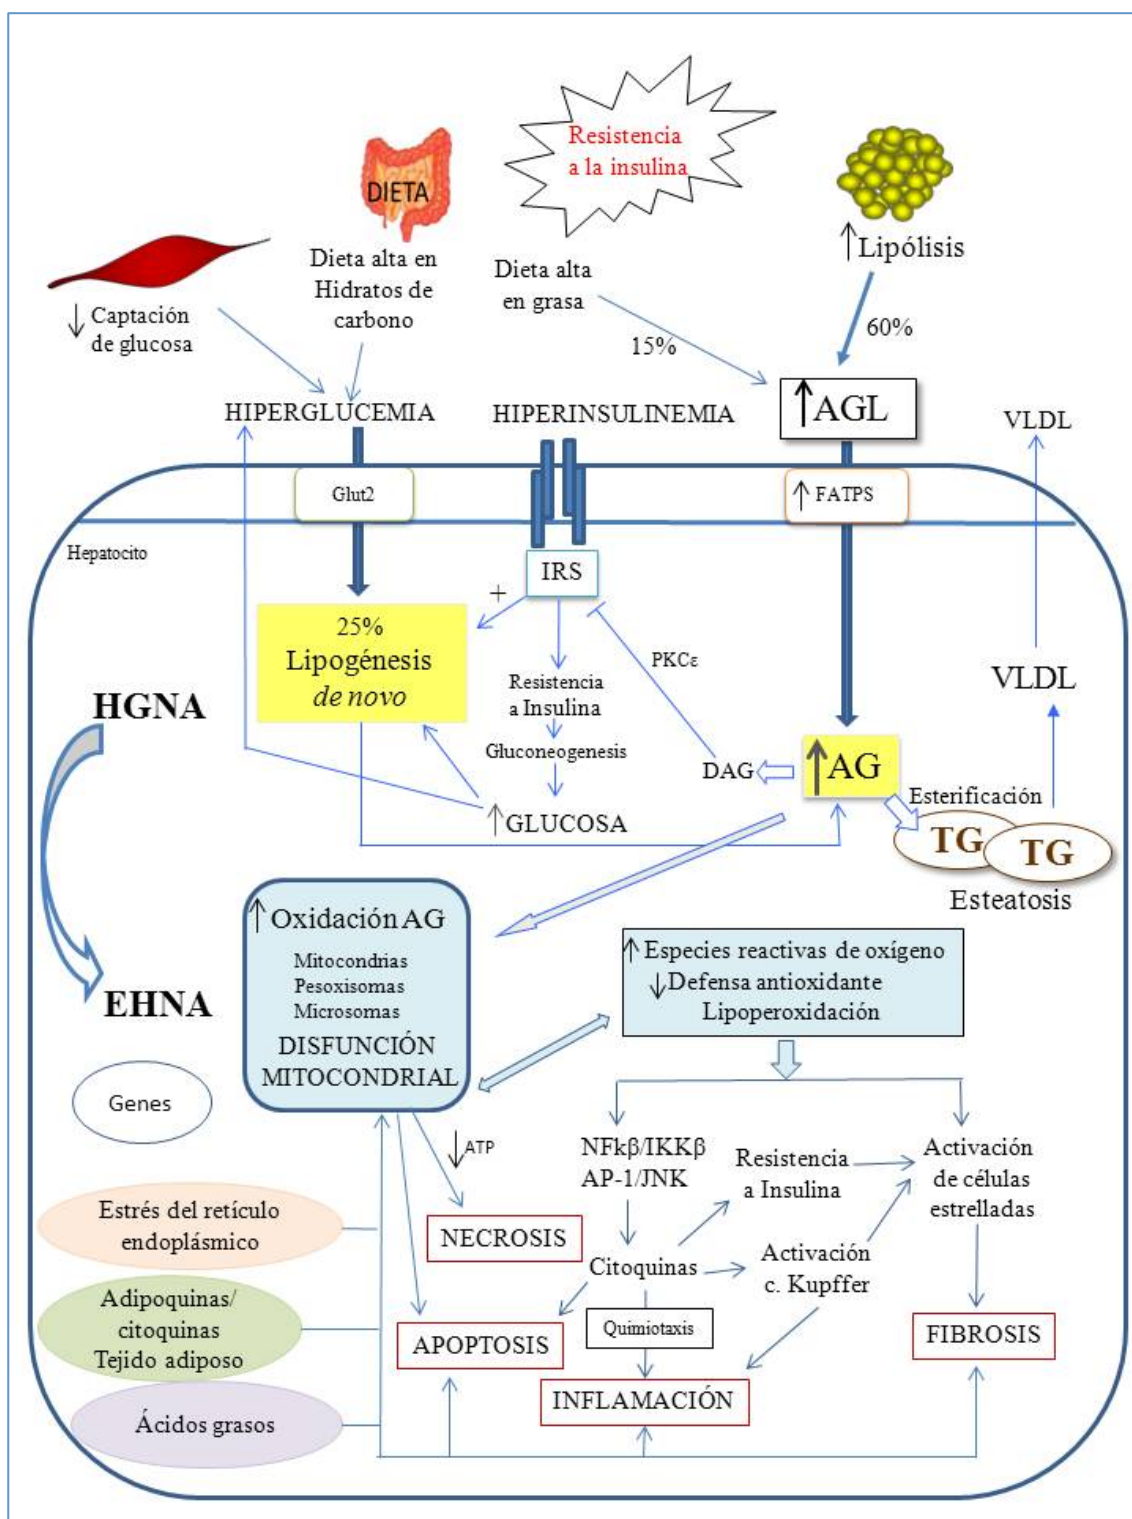 Resistencia
a la insulina
DIETA
↑Lipólisis
Dieta alta en
Hidratos de
carbono
Dieta alta
en grasa
↓ Captación
de glucosa
15%
60%
HIPERGLUCEMIA
HIPERINSULINEMIA
↑AGL
VLDL
Glut2
↑ FATPS
Hepatocito
IRS
+
25%
Lipogénesis
de novo
PKCε
Resistencia
a Insulina
VLDL
HGNA
Gluconeogenesis
DAG
↑AG
Esterificación
↑GLUCOSA
TG
TG
Esteatosis
↑ Oxidación AG
Mitocondrias
Pesoxisomas
Microsomas
DISFUNCIÓN
MITOCONDRIAL
EHNA
↑ Especies reactivas de oxígeno
↓Defensa antioxidante
Lipoperoxidación
Genes
↓ATP
NFkβ/IKKβ
AP-1/JNK
Resistencia
a Insulina
Activación
de células
estrelladas
Estrés del retículo
endoplásmico
NECROSIS
Citoquinas
Activación
c. Kupffer
Adipoquinas/
citoquinas
Tejido adiposo
APOPTOSIS
Quimiotaxis
FIBROSIS
INFLAMACIÓN
Ácidos grasos